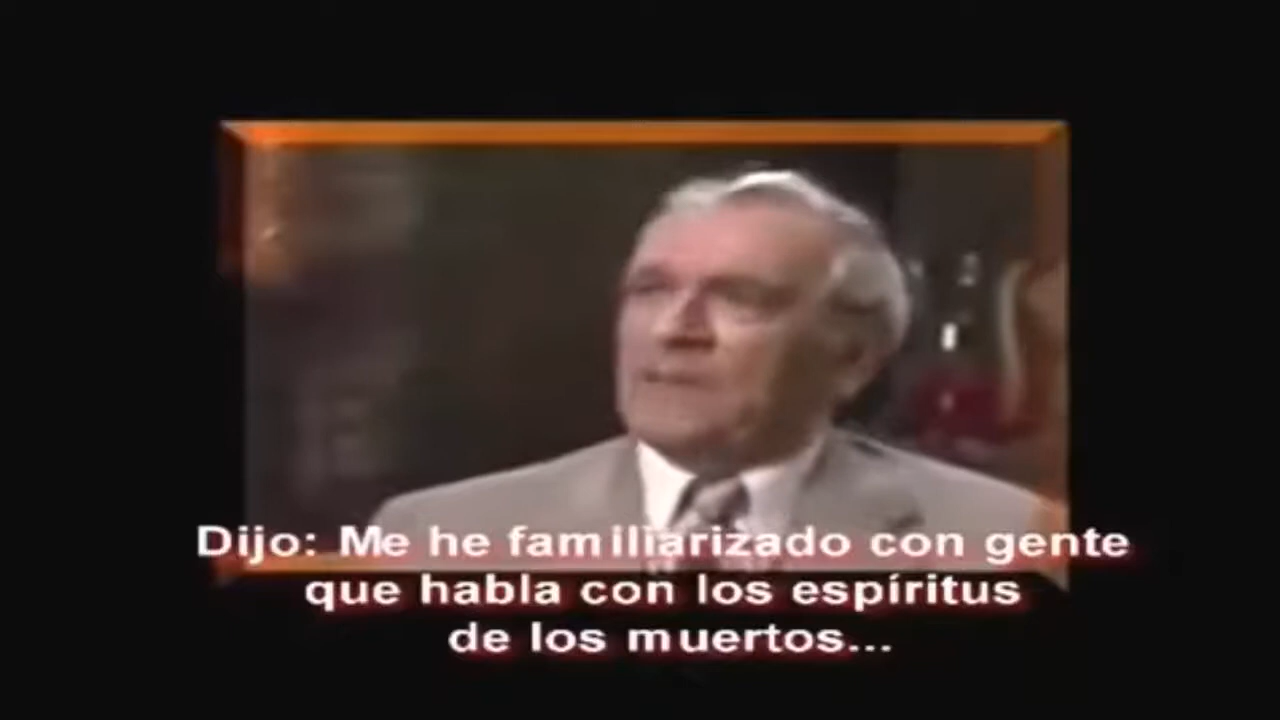 Dijo: Me he familiarizado con gente
que habla con los espíritus
de los muertos...